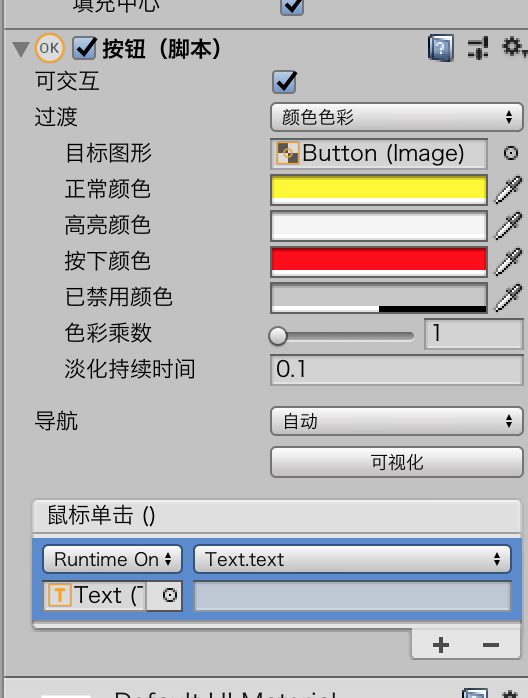 填充中心
OK 按钮（脚本）
可交互
过渡 颜色色彩
目标图形 Button (Image)
正常颜色
高亮颜色
按下颜色
已禁用颜色
色彩乘数 1
淡化持续时间 0.1
导航 自动
可视化
鼠标单击 ()
Runtime On Text.text
T Text (
Default UI Material